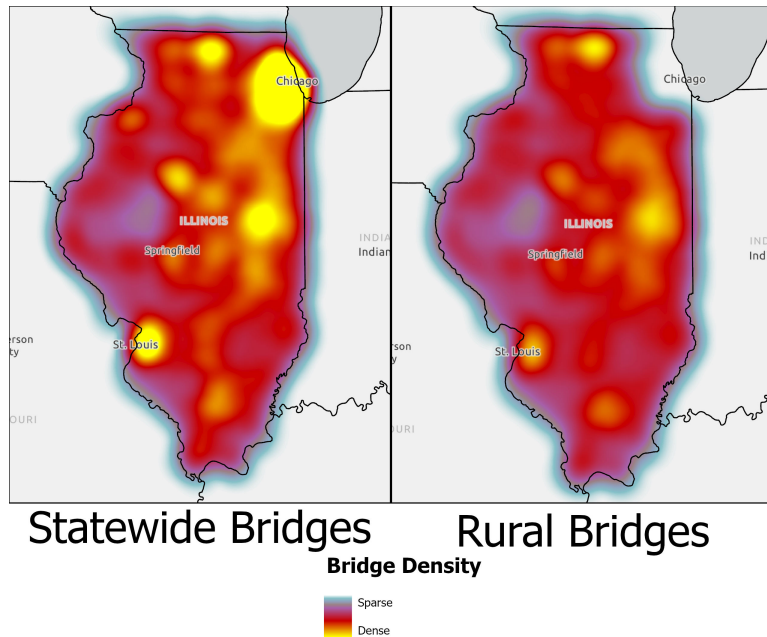 Chicago
ILLINOIS
Springfield
INDIA
Indian
erson
ty
St. Louis
OURI
Chicago
ILLINOIS
Springfield
IND
Ind
rson
y
St. Louis
OURI
Statewide Bridges
Rural Bridges
Bridge Density
Sparse
Dense